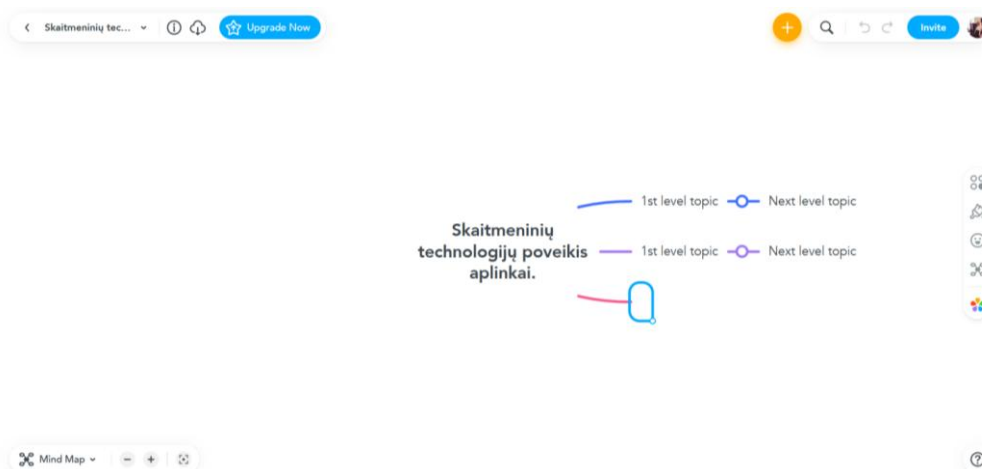 Skaitmeninių tec...
Upgrade Now
Invite
1st level topic
Next level topic
Skaitmeninių
technologijų poveikis
aplinkai.
1st level topic
Next level topic
Mind Map